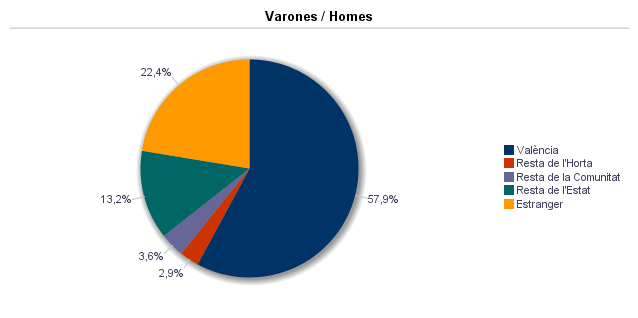 Varones / Homes
22,4%
57,9%
13,2%
3,6%
2,9%
València
Resta de l'Horta
Resta de la Comunitat
Resta de l'Estat
Estranger